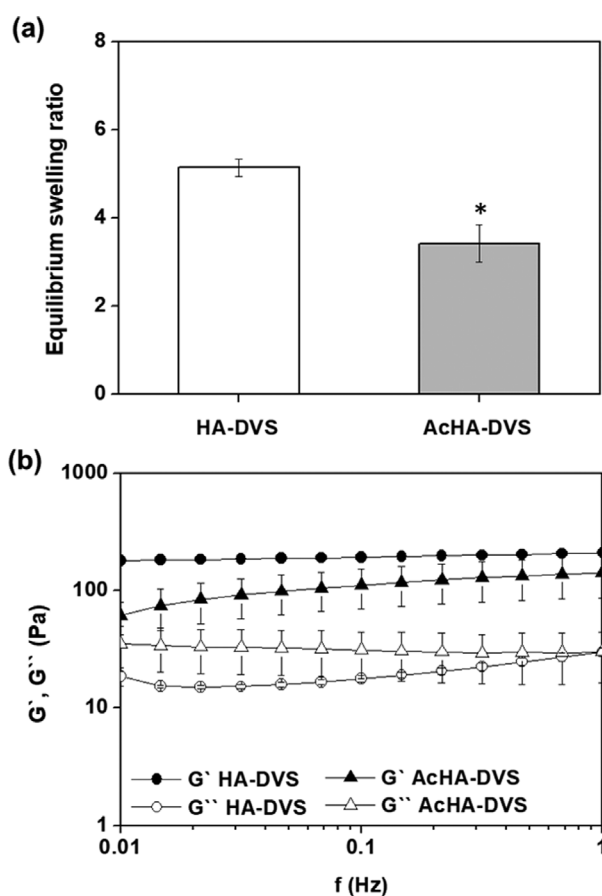 (a)
8
6
4
2
0
Equilibrium swelling ratio
*
HA-DVS AcHA-DVS
(b)
1000
100
10
1
G`, G`` (Pa)
G` HA-DVS G` AcHA-DVS
G`` HA-DVS G`` AcHA-DVS
0.01 0.1 1
f (Hz)